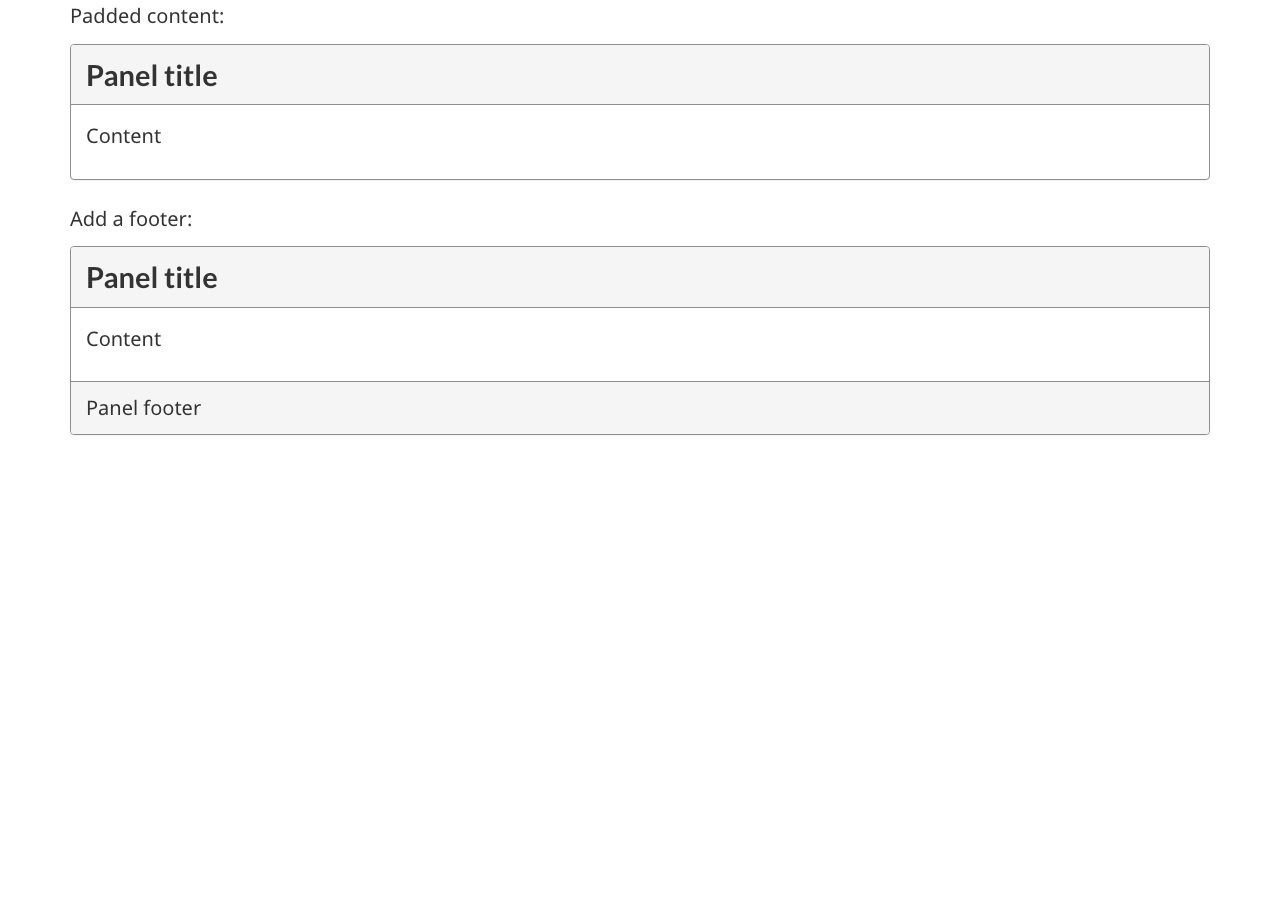 Padded content:
Panel title
Content
Add a footer:
Panel title
Content
Panel footer